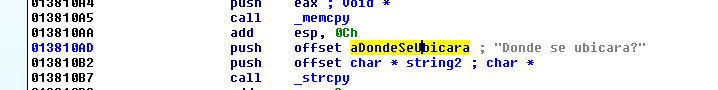 013810A4 push eax ; void *
013810A5 call _memcpy
013810AA add esp, 0Ch
013810AD push offset aDondeSeUbicara ; "Donde se ubicara?"
013810B2 push offset char * string2 ; char *
013810B7 call _strcpy